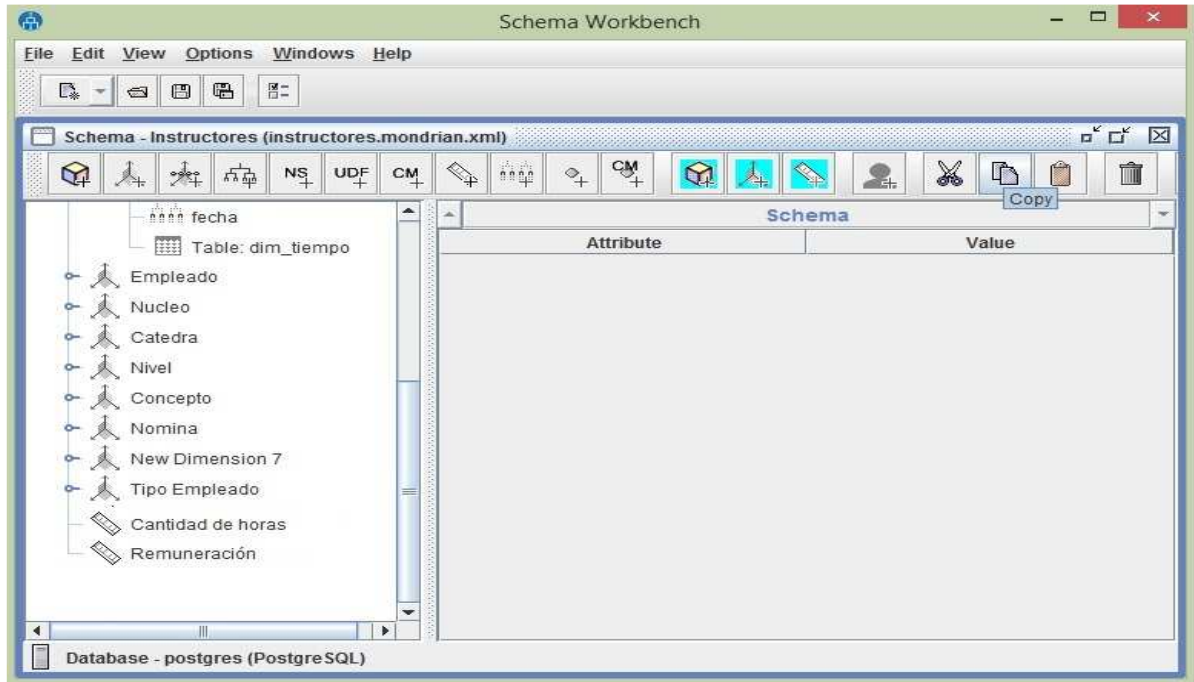 Schema Workbench
File Edit View Options Windows Help
Schema - Instructores (instructores.mondrian.xml)
NS UDF CM CM
Copy
fecha
Table: dim_tiempo
Empleado
Nucleo
Catedra
Nivel
Concepto
Nomina
New Dimension 7
Tipo Empleado
Cantidad de horas
Remuneración
Schema
Attribute Value
Database - postgres (PostgreSQL)